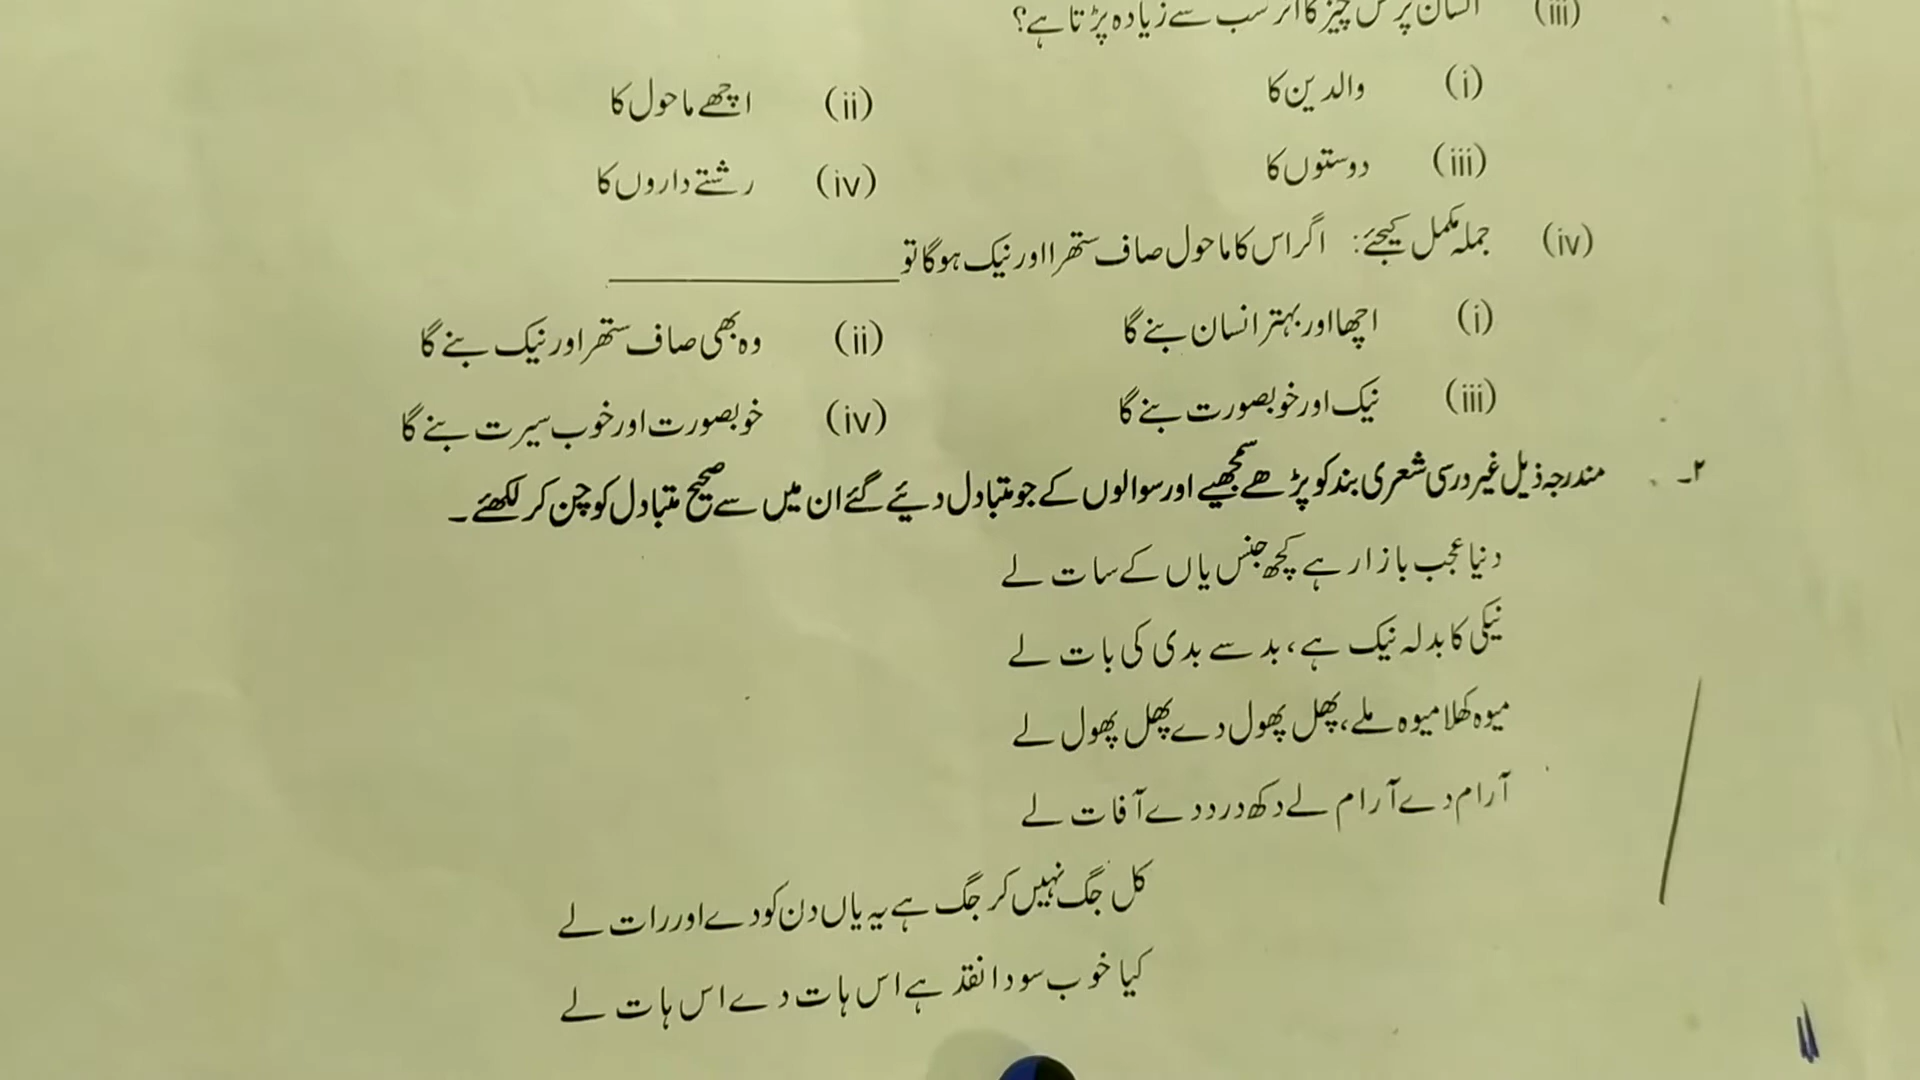 (iii) انسان پر کس چیز کا اثر سب سے زیادہ پڑتا ہے؟
(i) والدین کا (ii) اچھے ماحول کا
(iii) دوستوں کا (iv) رشتے داروں کا
(iv) جملہ مکمل کیجئے: اگر اس کا ماحول صاف ستھرا اور نیک ہوگا تو ____________
(i) اچھا اور بہتر انسان بنے گا (ii) وہ بھی صاف ستھر اور نیک بنے گا
(iii) نیک اور خوبصورت بنے گا (iv) خوبصورت اور خوب سیرت بنے گا
۲۔ مندرجہ ذیل غیر درسی شعری بند کو پڑھے سمجھیے اور سوالوں کے جو متبادل دیئے گئے ان میں سے صحیح متبادل کو چن کر لکھئے۔
دنیا عجب بازار ہے کچھ جنس یاں کے سات لے
نیکی کا بدلہ نیک ہے، بد سے بدی کی بات لے
میوہ کھلا میوہ ملے، پھل پھول دے پھل پھول لے
آرام دے آرام لے دکھ درد دے آفات لے
کل جگ نہیں کر جگ ہے یہ یاں دن کو دے اور رات لے
کیا خوب سودا نقد ہے اس ہات دے اس ہات لے